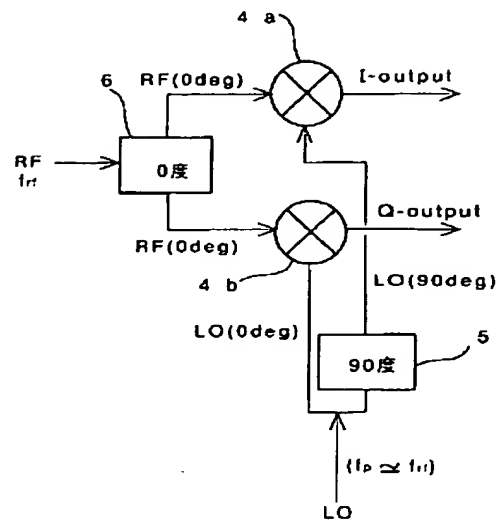 4 a
6
RF(0deg)
I-output
RF
frf
0度
Q-output
RF(0deg)
4 b
LO(90deg)
LO(0deg)
5
90度
(fp ≃ frf)
LO